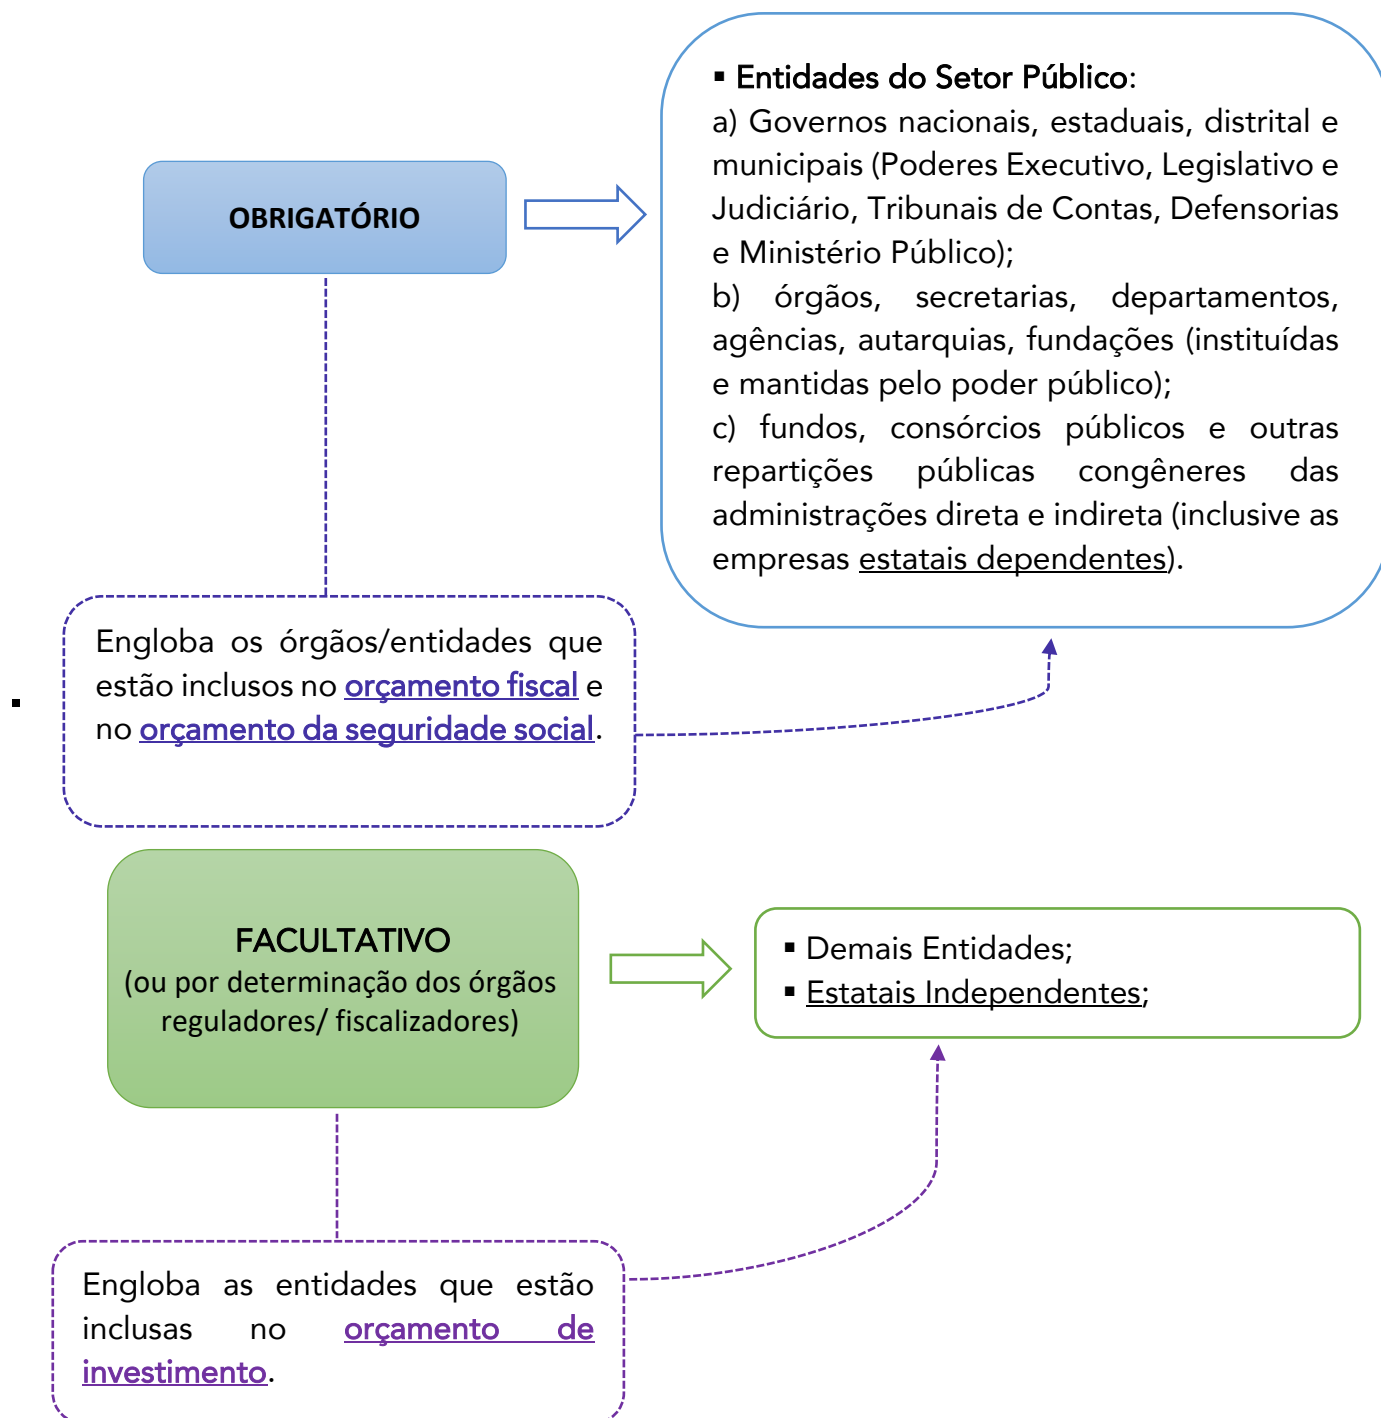 OBRIGATÓRIO
▪ Entidades do Setor Público:
a) Governos nacionais, estaduais, distrital e
municipais (Poderes Executivo, Legislativo e
Judiciário, Tribunais de Contas, Defensorias
e Ministério Público);
b) órgãos, secretarias, departamentos,
agências, autarquias, fundações (instituídas
e mantidas pelo poder público);
c) fundos, consórcios públicos e outras
repartições públicas congêneres das
administrações direta e indireta (inclusive as
empresas estatais dependentes).
Engloba os órgãos/entidades que
estão inclusos no orçamento fiscal e
no orçamento da seguridade social.
▪
FACULTATIVO
(ou por determinação dos órgãos
reguladores/ fiscalizadores)
▪ Demais Entidades;
▪ Estatais Independentes;
Engloba as entidades que estão
inclusas no orçamento de
investimento.